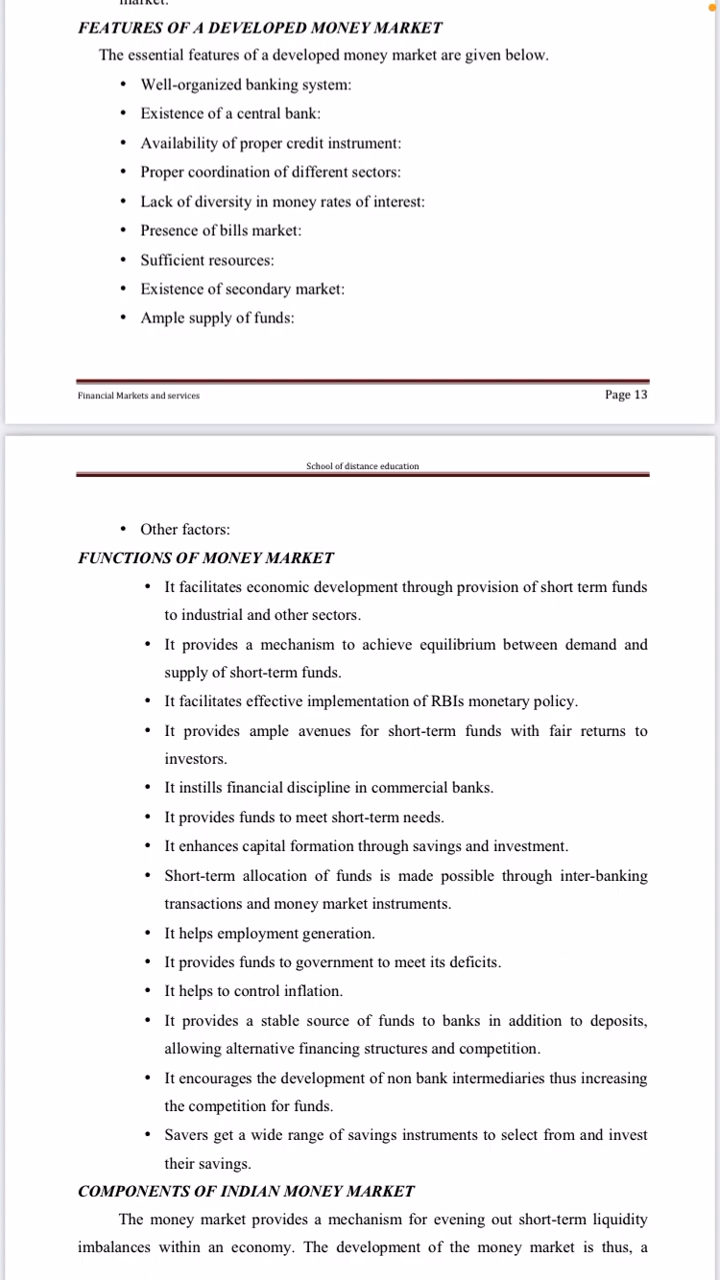 market.
FEATURES OF A DEVELOPED MONEY MARKET
The essential features of a developed money market are given below.
• Well-organized banking system:
• Existence of a central bank:
• Availability of proper credit instrument:
• Proper coordination of different sectors:
• Lack of diversity in money rates of interest:
• Presence of bills market:
• Sufficient resources:
• Existence of secondary market:
• Ample supply of funds:
Financial Markets and services Page 13
School of distance education
• Other factors:
FUNCTIONS OF MONEY MARKET
• It facilitates economic development through provision of short term funds
to industrial and other sectors.
• It provides a mechanism to achieve equilibrium between demand and
supply of short-term funds.
• It facilitates effective implementation of RBIs monetary policy.
• It provides ample avenues for short-term funds with fair returns to
investors.
• It instills financial discipline in commercial banks.
• It provides funds to meet short-term needs.
• It enhances capital formation through savings and investment.
• Short-term allocation of funds is made possible through inter-banking
transactions and money market instruments.
• It helps employment generation.
• It provides funds to government to meet its deficits.
• It helps to control inflation.
• It provides a stable source of funds to banks in addition to deposits,
allowing alternative financing structures and competition.
• It encourages the development of non bank intermediaries thus increasing
the competition for funds.
• Savers get a wide range of savings instruments to select from and invest
their savings.
COMPONENTS OF INDIAN MONEY MARKET
The money market provides a mechanism for evening out short-term liquidity
imbalances within an economy. The development of the money market is thus, a